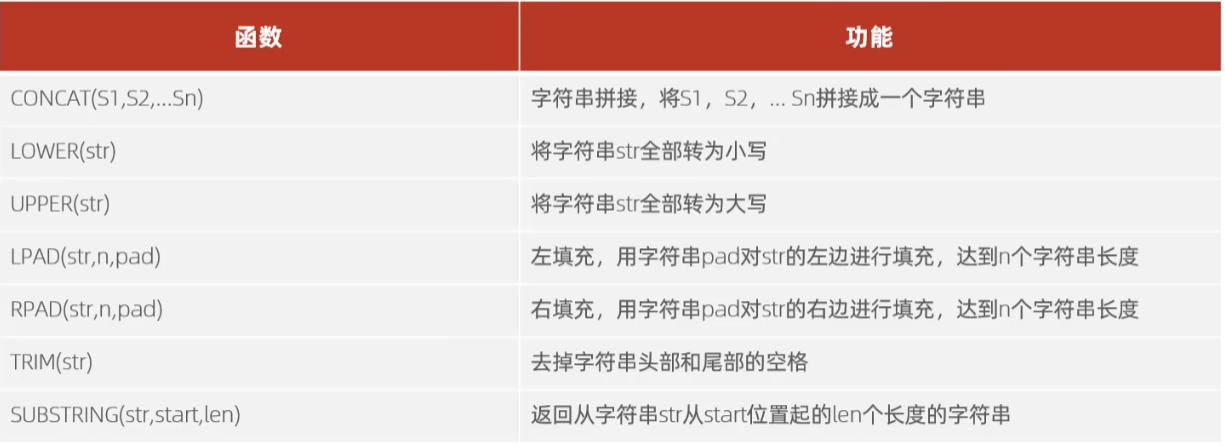 函数 功能
CONCAT(S1,S2,...Sn) 字符串拼接，将S1，S2，... Sn拼接成一个字符串
LOWER(str) 将字符串str全部转为小写
UPPER(str) 将字符串str全部转为大写
LPAD(str,n,pad) 左填充，用字符串pad对str的左边进行填充，达到n个字符串长度
RPAD(str,n,pad) 右填充，用字符串pad对str的右边进行填充，达到n个字符串长度
TRIM(str) 去掉字符串头部和尾部的空格
SUBSTRING(str,start,len) 返回从字符串str从start位置起的len个长度的字符串